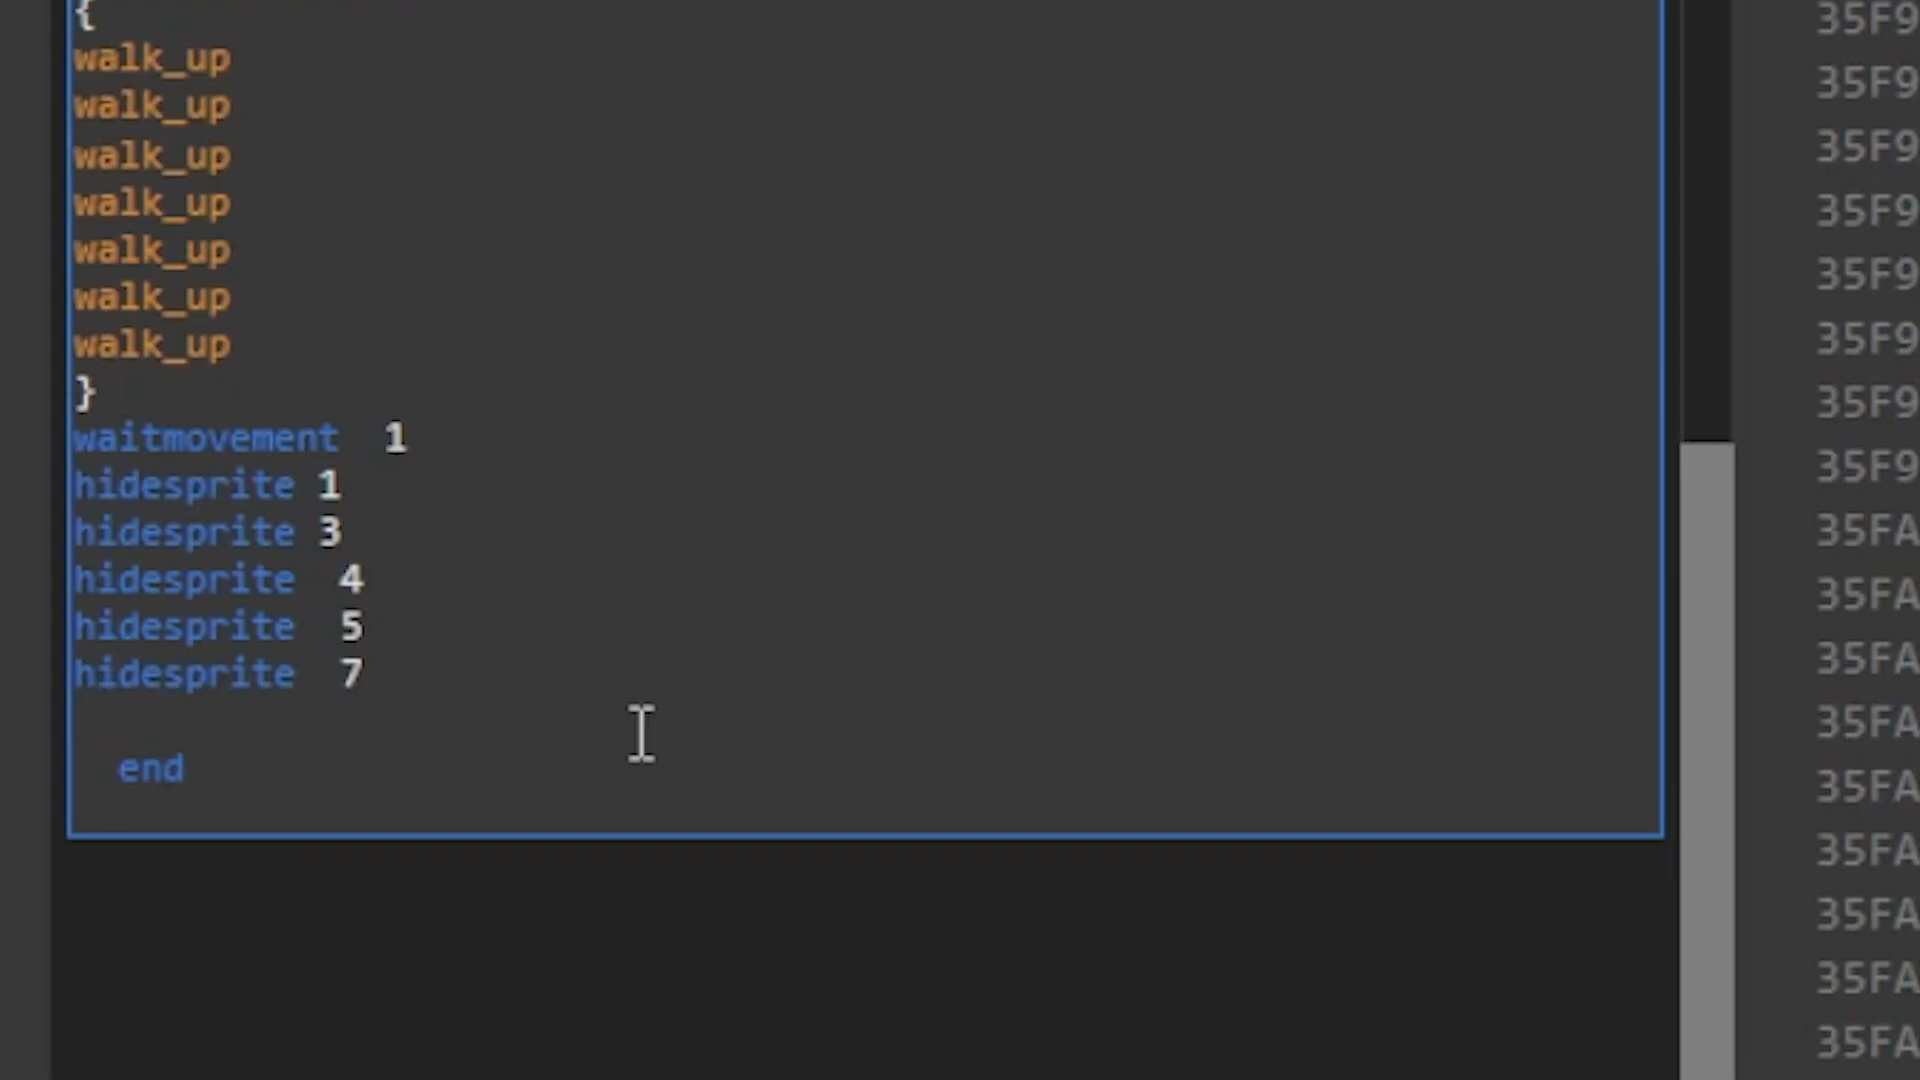 {
walk_up
walk_up
walk_up
walk_up
walk_up
walk_up
walk_up
}
waitmovement  1
hidesprite 1
hidesprite 3
hidesprite  4
hidesprite  5
hidesprite  7
  end
35F9
35F9
35F9
35F9
35F9
35F9
35F9
35F9
35FA
35FA
35FA
35FA
35FA
35FA
35FA
35FA
35FA